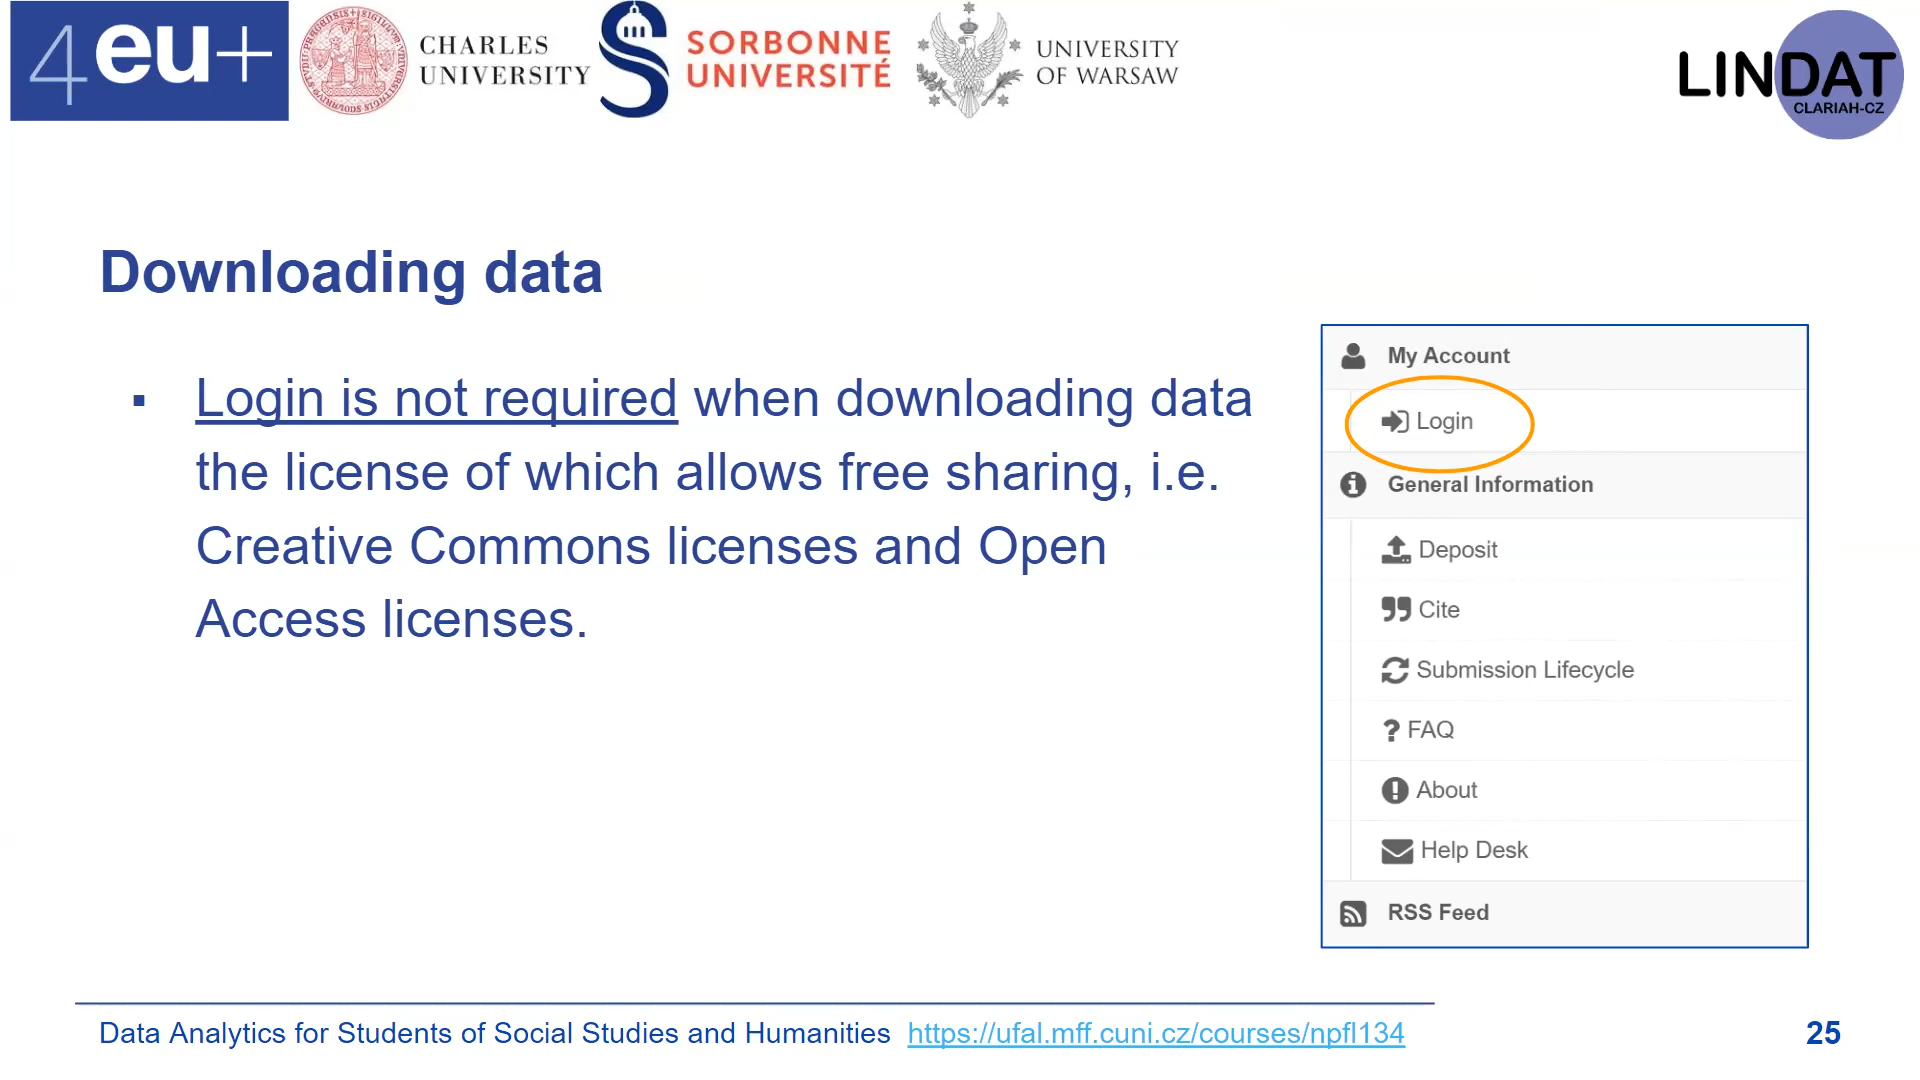 4eu+
CHARLES
UNIVERSITY
SORBONNE
UNIVERSITÉ
UNIVERSITY
OF WARSAW
LINDAT
CLARIAH-CZ
Downloading data
▪ Login is not required when downloading data
the license of which allows free sharing, i.e.
Creative Commons licenses and Open
Access licenses.
My Account
Login
General Information
Deposit
Cite
Submission Lifecycle
FAQ
About
Help Desk
RSS Feed
Data Analytics for Students of Social Studies and Humanities https://ufal.mff.cuni.cz/courses/npfl134
25